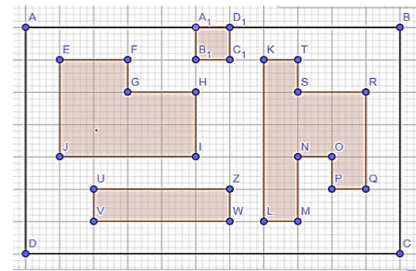 A A₁ D₁ B
E F B₁ C₁ K T
G H S R
J I N O
U Z P Q
V W L M
D C